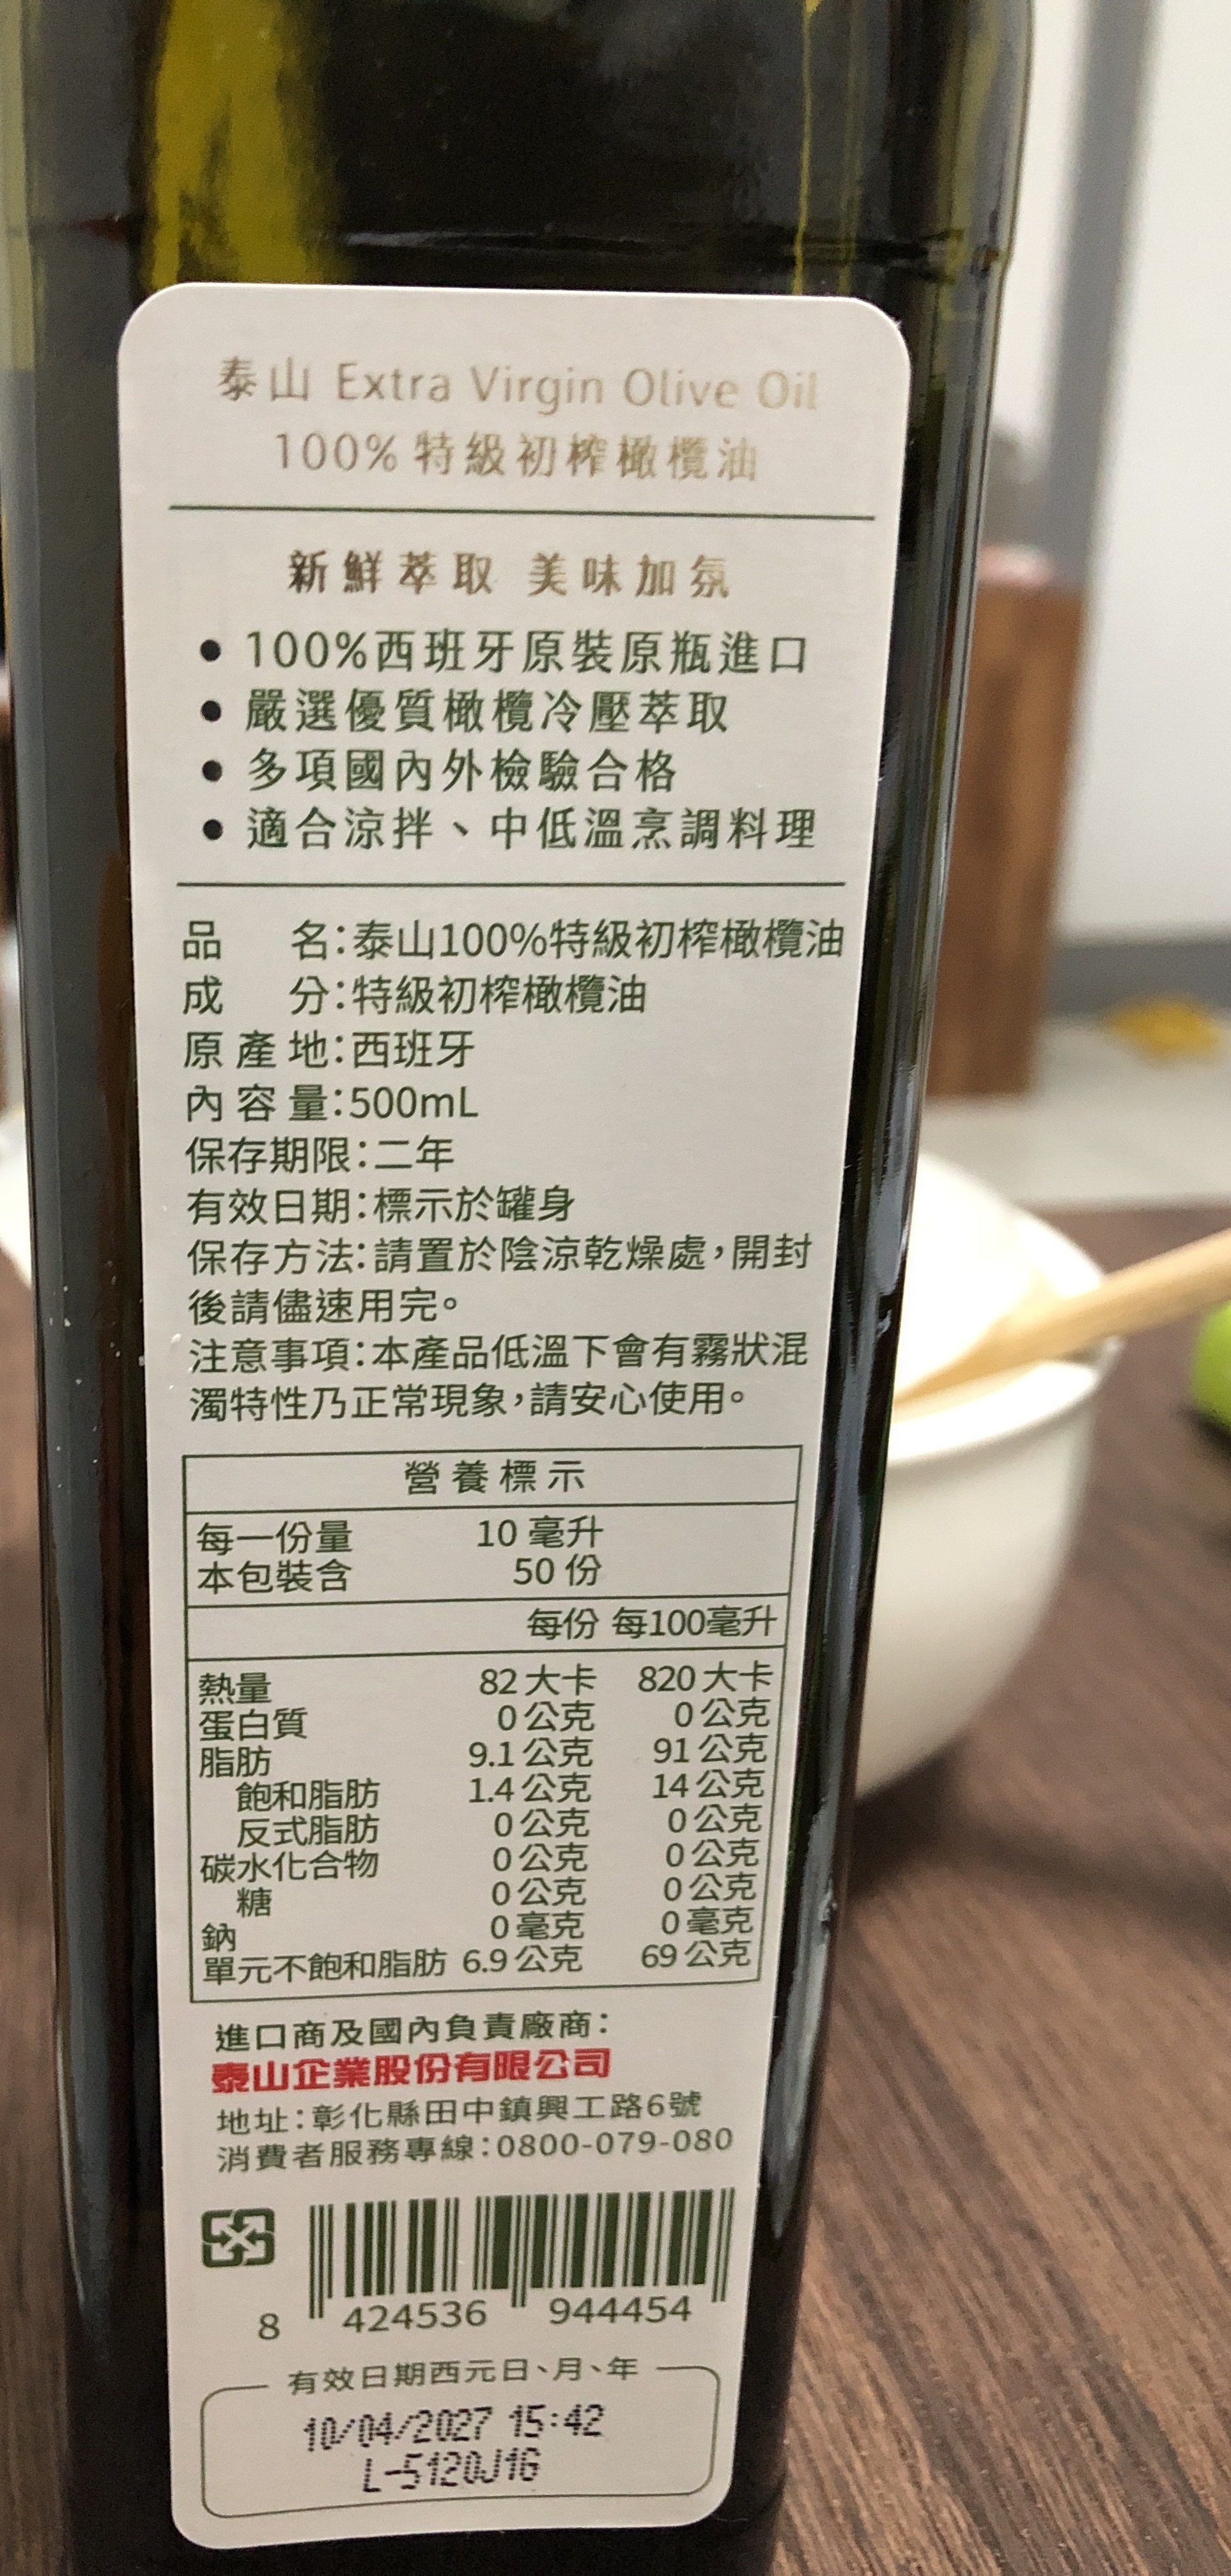 泰山 Extra Virgin Olive Oil
100% 特級初榨橄欖油
新鮮萃取 美味加氛
• 100%西班牙原裝原瓶進口
• 嚴選優質橄欖冷壓萃取
• 多項國內外檢驗合格
• 適合涼拌、中低溫烹調料理
品 名：泰山100%特級初榨橄欖油
成 分：特級初榨橄欖油
原產地：西班牙
內容量：500mL
保存期限：二年
有效日期：標示於罐身
保存方法：請置於陰涼乾燥處，開封
後請儘速用完。
注意事項：本產品低溫下會有霧狀混
濁特性乃正常現象，請安心使用。
營養標示
每一份量 10 毫升
本包裝含 50 份
每份 每100毫升
熱量 82 大卡 820 大卡
蛋白質 0 公克 0 公克
脂肪 9.1 公克 91 公克
飽和脂肪 1.4 公克 14 公克
反式脂肪 0 公克 0 公克
碳水化合物 0 公克 0 公克
糖 0 公克 0 公克
鈉 0 毫克 0 毫克
單元不飽和脂肪 6.9 公克 69 公克
進口商及國內負責廠商：
泰山企業股份有限公司
地址：彰化縣田中鎮興工路6號
消費者服務專線：0800-079-080
8 424536 944454
有效日期西元日、月、年
10/04/2027 15:42
L-5120J16